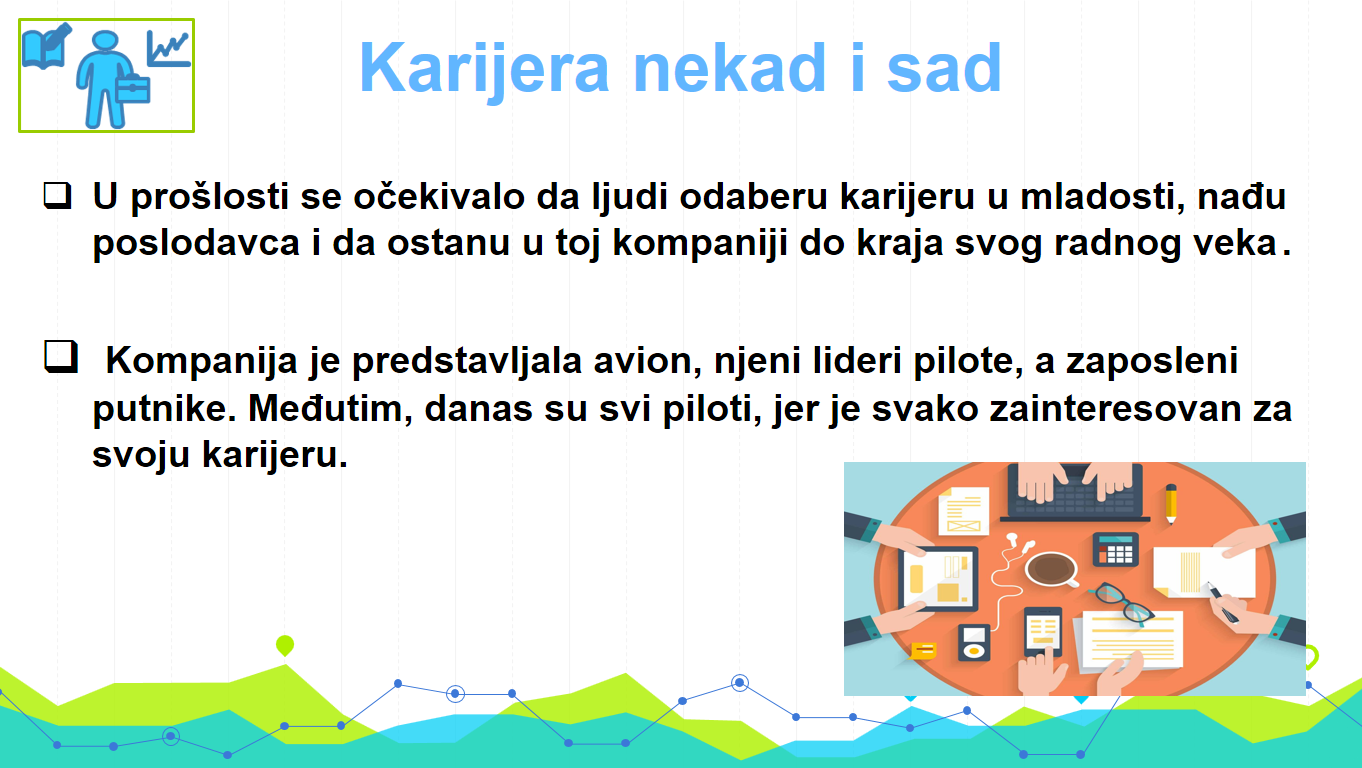 Karijera nekad i sad
❑ U prošlosti se očekivalo da ljudi odaberu karijeru u mladosti, nađu
poslodavca i da ostanu u toj kompaniji do kraja svog radnog veka.
❑ Kompanija je predstavljala avion, njeni lideri pilote, a zaposleni
putnike. Međutim, danas su svi piloti, jer je svako zainteresovan za
svoju karijeru.